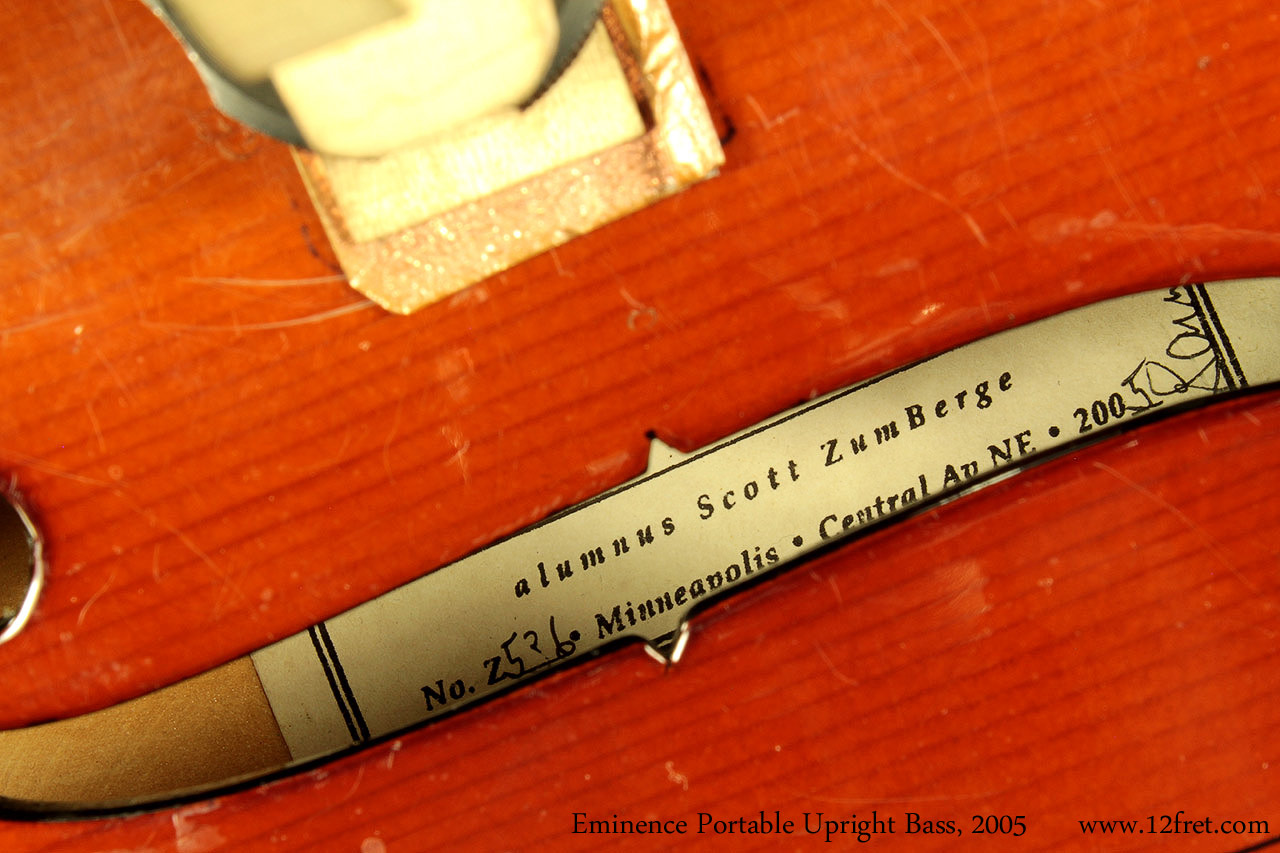 alumnus Scott ZumBerge
No. Z536 • Minneapolis • Central Av NE • 2005
Eminence Portable Upright Bass, 2005 www.12fret.com